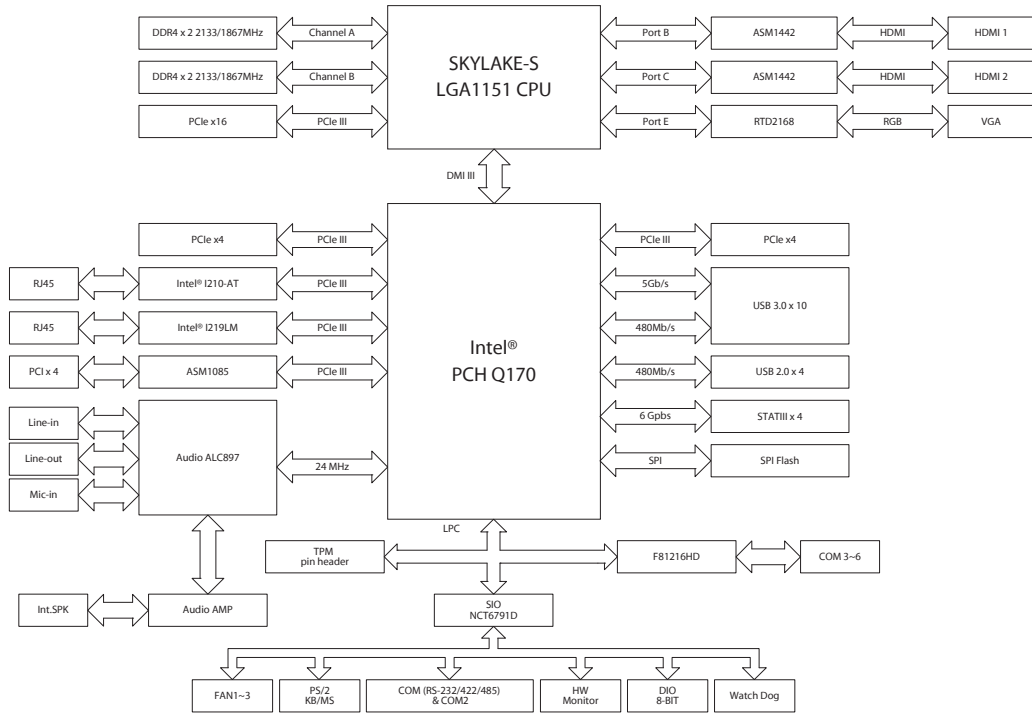 DDR4 x 2 2133/1867MHz
Channel A
SKYLAKE-S
LGA1151 CPU
Port B
ASM1442
HDMI
HDMI 1
DDR4 x 2 2133/1867MHz
Channel B
Port C
ASM1442
HDMI
HDMI 2
PCIe x16
PCIe III
Port E
RTD2168
RGB
VGA
DMI III
PCIe x4
PCIe III
Intel®
PCH Q170
PCIe III
PCIe x4
RJ45
Intel® I210-AT
PCIe III
5Gb/s
USB 3.0 x 10
RJ45
Intel® I219LM
PCIe III
480Mb/s
PCI x 4
ASM1085
PCIe III
480Mb/s
USB 2.0 x 4
Line-in
Line-out
Mic-in
Audio ALC897
24 MHz
6 Gpbs
STATIII x 4
SPI
SPI Flash
LPC
TPM
pin header
F81216HD
COM 3~6
Int.SPK
Audio AMP
SIO
NCT6791D
FAN1~3
PS/2
KB/MS
COM (RS-232/422/485)
& COM2
HW
Monitor
DIO
8-BIT
Watch Dog